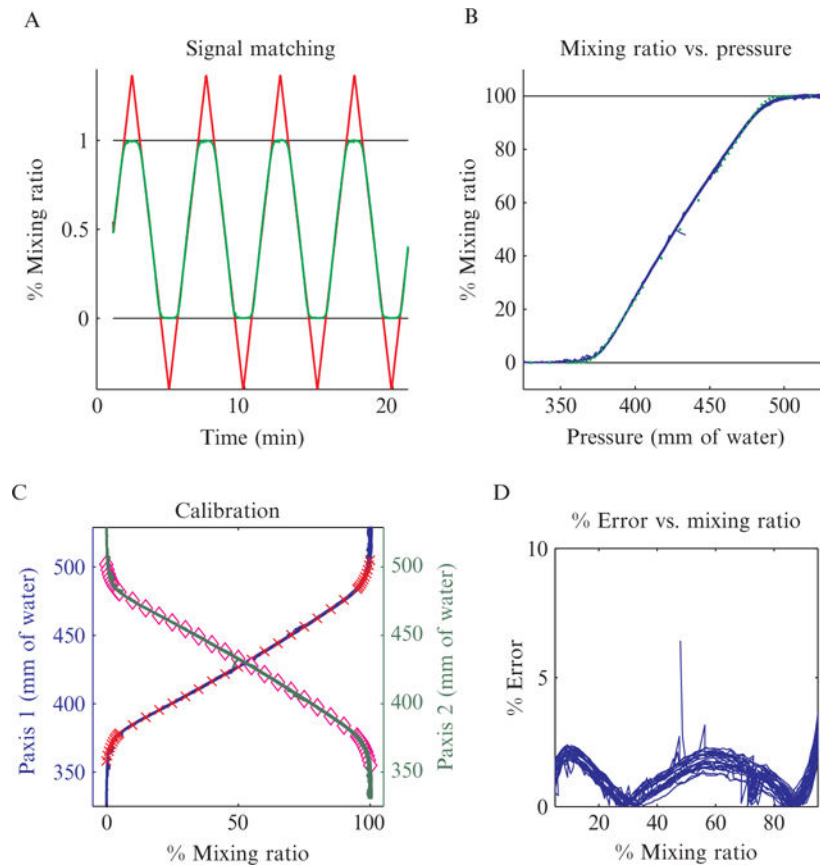 A
Signal matching
% Mixing ratio
1
0.5
0
0 10 20
Time (min)
B
Mixing ratio vs. pressure
% Mixing ratio
100
80
60
40
20
0
350 400 450 500
Pressure (mm of water)
C
Calibration
Paxis 1 (mm of water)
500
450
400
350
0 50 100
% Mixing ratio
500
450
400
350
Paxis 2 (mm of water)
D
% Error vs. mixing ratio
% Error
10
5
0
20 40 60 80
% Mixing ratio